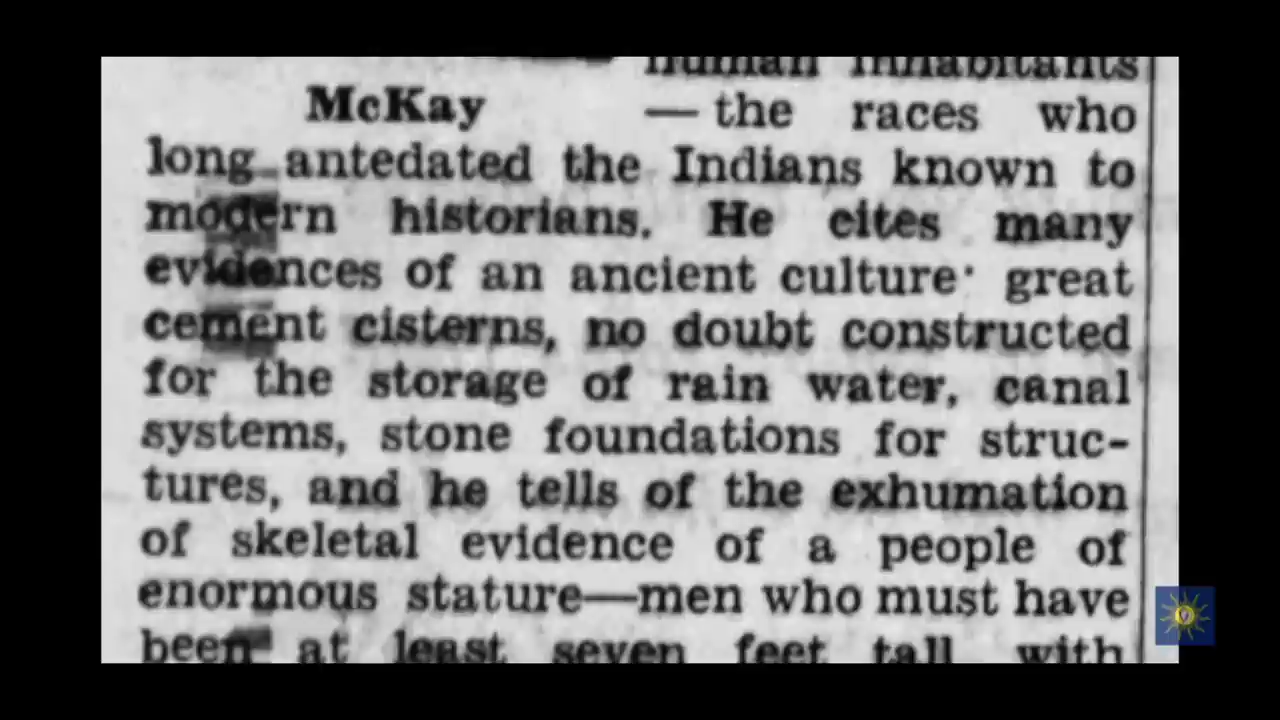 human inhabitants
McKay — the races who
long antedated the Indians known to
modern historians. He cites many
evidences of an ancient culture: great
cement cisterns, no doubt constructed
for the storage of rain water, canal
systems, stone foundations for struc-
tures, and he tells of the exhumation
of skeletal evidence of a people of
enormous stature—men who must have
been at least seven feet tall with